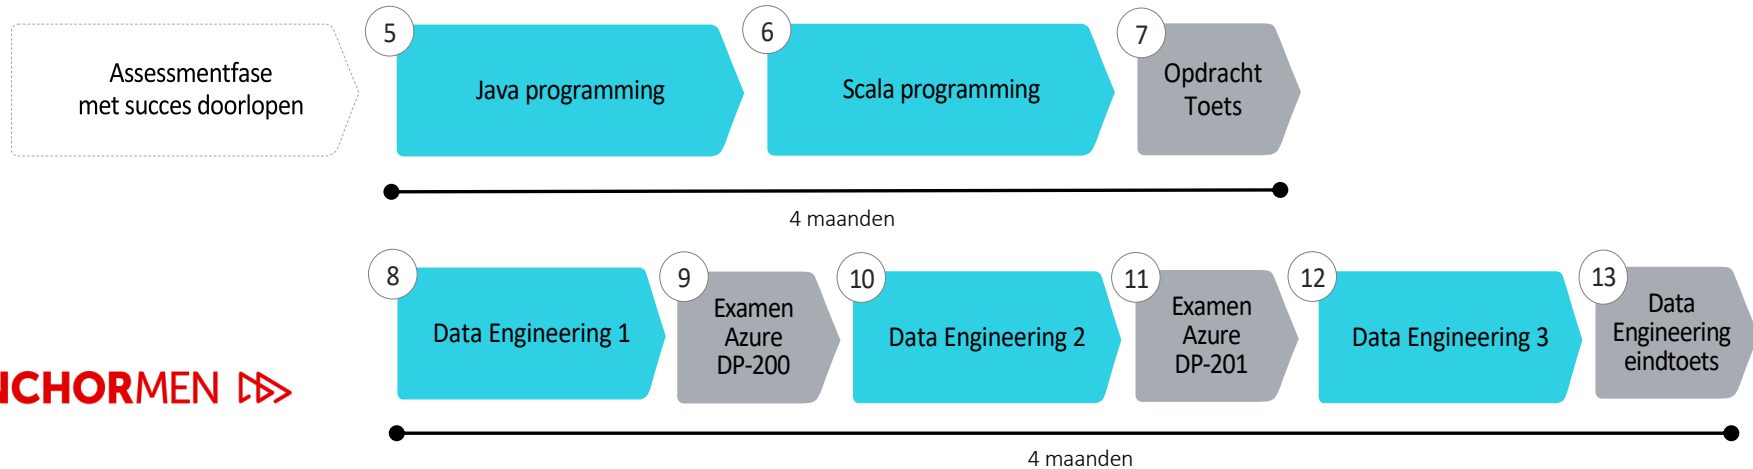 5
6
7
Assessmentfase
met succes doorlopen
Java programming
Scala programming
Opdracht
Toets
4 maanden
8
9
10
11
12
13
Data Engineering 1
Examen
Azure
DP-200
Data Engineering 2
Examen
Azure
DP-201
Data Engineering 3
Data
Engineering
eindtoets
NCHORMEN
4 maanden